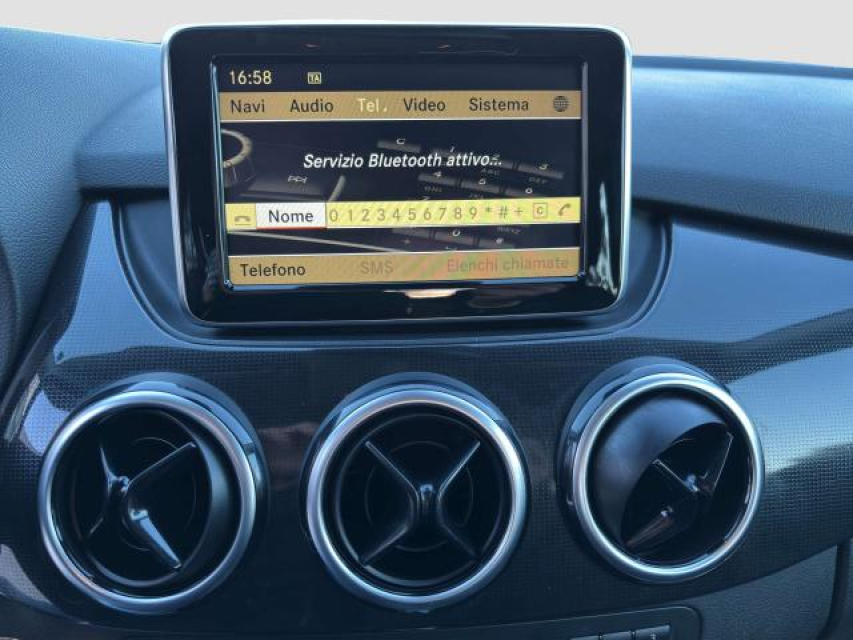 16:58 TA
Navi Audio Tel. Video Sistema
Servizio Bluetooth attivo...
Nome 0 1 2 3 4 5 6 7 8 9 * # + C
Telefono SMS Elenchi chiamate
3